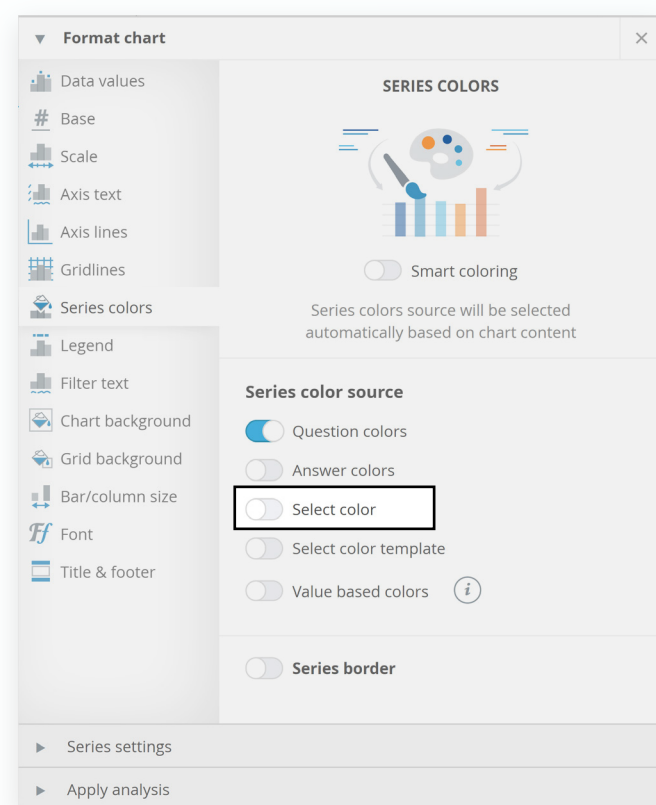 Format chart
Data values
# Base
Scale
Axis text
Axis lines
Gridlines
Series colors
Legend
Filter text
Chart background
Grid background
Bar/column size
Ff Font
Title & footer
SERIES COLORS
Smart coloring
Series colors source will be selected
automatically based on chart content
Series color source
Question colors
Answer colors
Select color
Select color template
Value based colors i
Series border
Series settings
Apply analysis